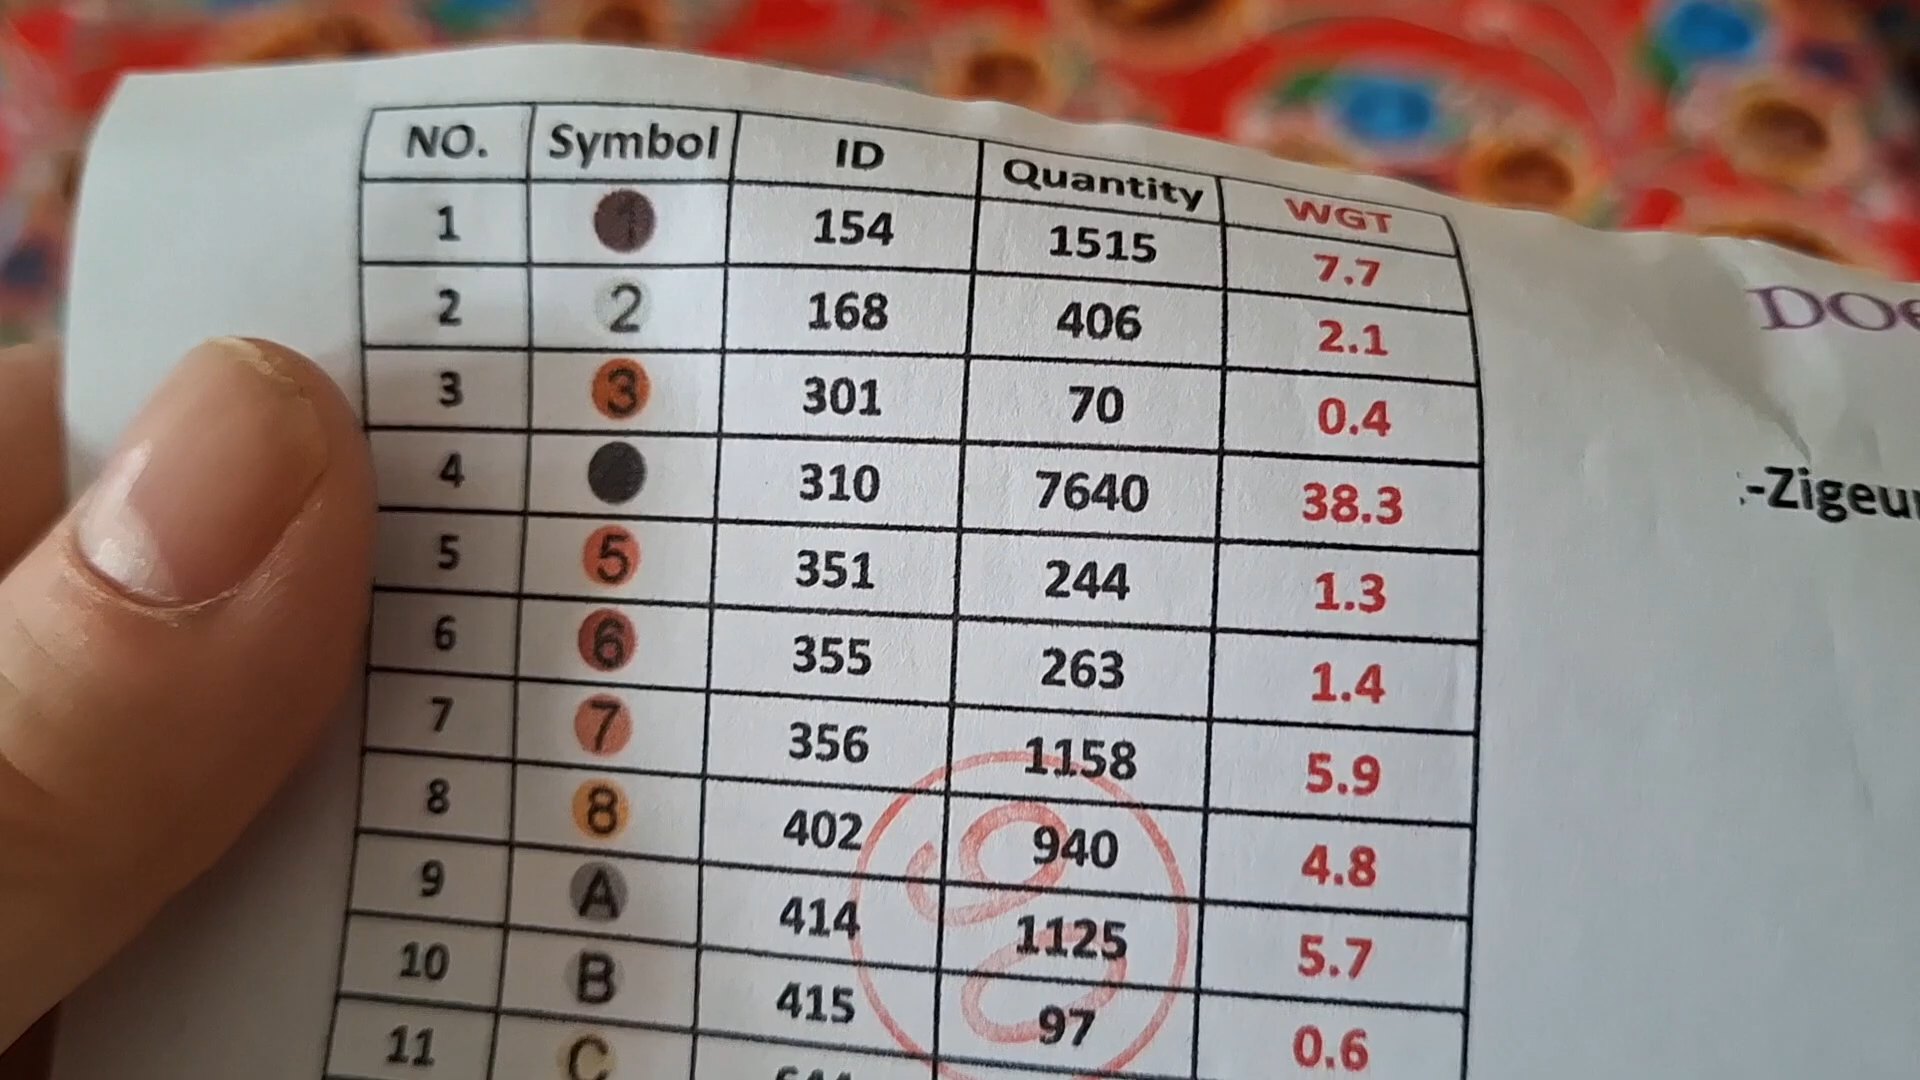 NO. Symbol ID Quantity WGT
1 1 154 1515 7.7
2 2 168 406 2.1
3 3 301 70 0.4
4 310 7640 38.3
5 5 351 244 1.3
6 6 355 263 1.4
7 7 356 1158 5.9
8 8 402 940 4.8
9 A 414 1125 5.7
10 B 415 97 0.6
11 C
-Zigeu